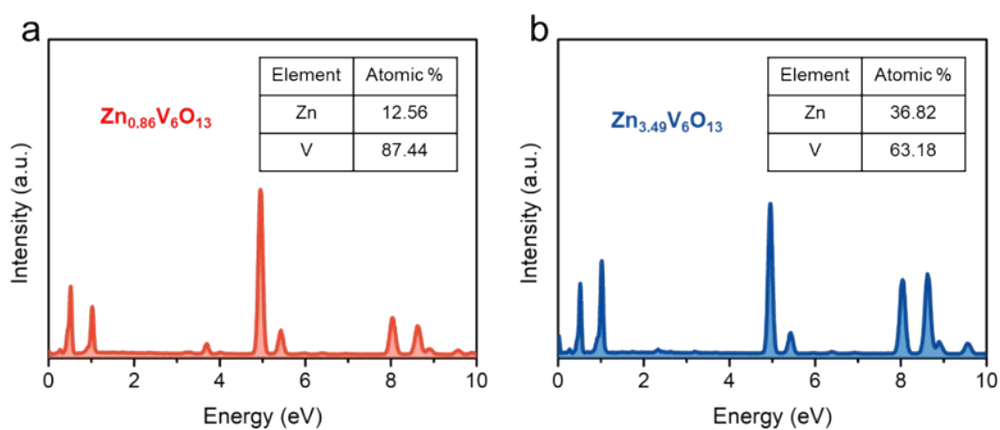 a
Intensity (a.u.)
Zn0.86V6O13
Element Atomic %
Zn 12.56
V 87.44
0 2 4 6 8 10
Energy (eV)
b
Intensity (a.u.)
Zn3.49V6O13
Element Atomic %
Zn 36.82
V 63.18
0 2 4 6 8 10
Energy (eV)